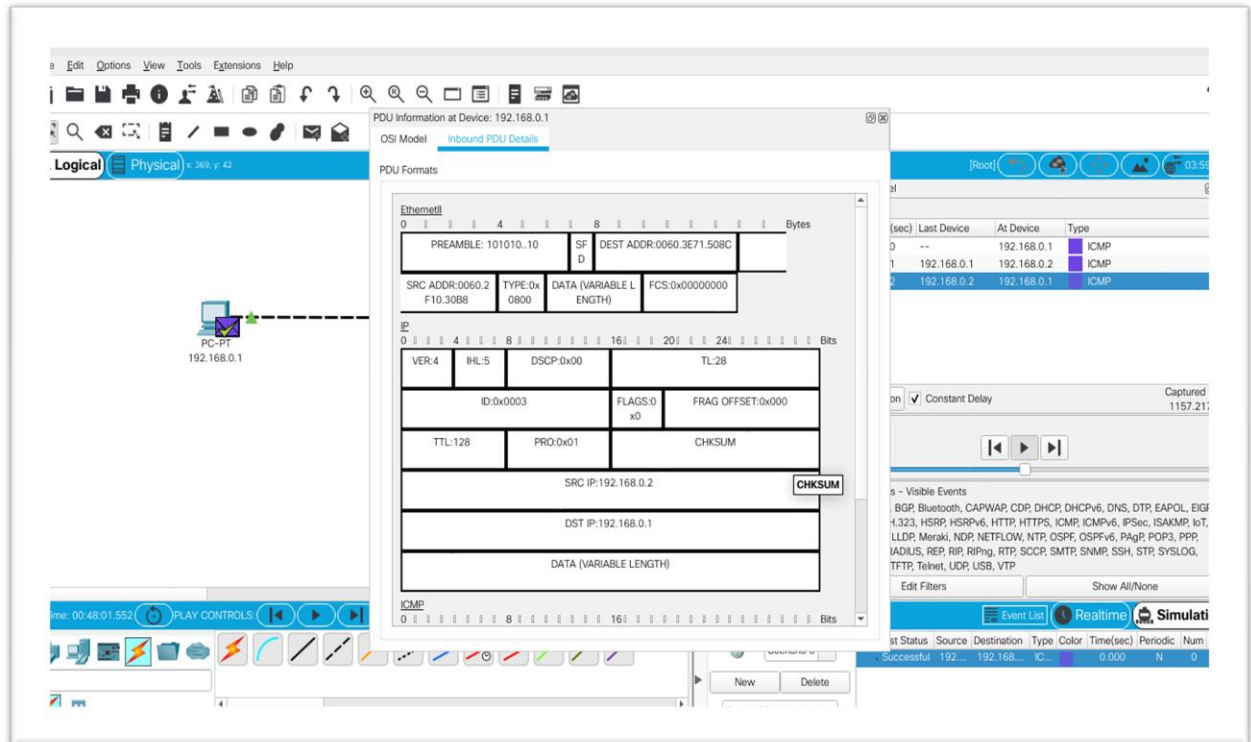 Edit Options View Tools Extensions Help
PDU Information at Device: 192.168.0.1
OSI Model Inbound PDU Details
Logical Physical x: 369, y: 42
[Root] 03:59
PDU Formats
EthernetII
0 4 8 Bytes
PREAMBLE: 101010..10 SF D DEST ADDR:0060.3E71.508C
SRC ADDR:0060.2 TYPE:0x DATA (VARIABLE L FCS:0x00000000
F10.30B8 0800 ENGTH)
IP
0 4 8 16 20 24 Bits
VER:4 IHL:5 DSCP:0x00 TL:28
ID:0x0003 FLAGS:0 FRAG OFFSET:0x000
x0
TTL:128 PRO:0x01 CHKSUM
SRC IP:192.168.0.2
CHKSUM
DST IP:192.168.0.1
DATA (VARIABLE LENGTH)
ICMP
0 8 16 Bits
PC-PT
192.168.0.1
(sec) Last Device At Device Type
-- 192.168.0.1 ICMP
1 192.168.0.1 192.168.0.2 ICMP
192.168.0.2 192.168.0.1 ICMP
Constant Delay Captured
1157.217
s - Visible Events
BGP, Bluetooth, CAPWAP, CDP, DHCP, DHCPv6, DNS, DTP, EAPOL, EIGR
H.323, HSRP, HSRPv6, HTTP, HTTPS, ICMP, ICMPv6, IPSec, ISAKMP, IoT,
LLDP, Meraki, NDP, NETFLOW, NTP, OSPF, OSPFv6, PAgP, POP3, PPP,
RADIUS, REP, RIP, RIPng, RTP, SCCP, SMTP, SNMP, SSH, STP, SYSLOG,
TFTP, Telnet, UDP, USB, VTP
Edit Filters Show All/None
ime: 00:48:01.552 PLAY CONTROLS:
Event List Realtime Simulati
st Status Source Destination Type Color Time(sec) Periodic Num
Successful 192.... 192.168.... IC... 0.000 N 0
New Delete